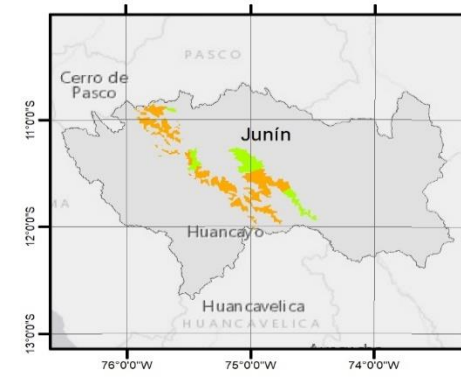 PASCO
Cerro de
Pasco
11°0'0"S
Junín
MA
12°0'0"S
Huancayo
Huancavelica
HUANCAVELICA
13°0'0"S
76°0'0"W
75°0'0"W
74°0'0"W